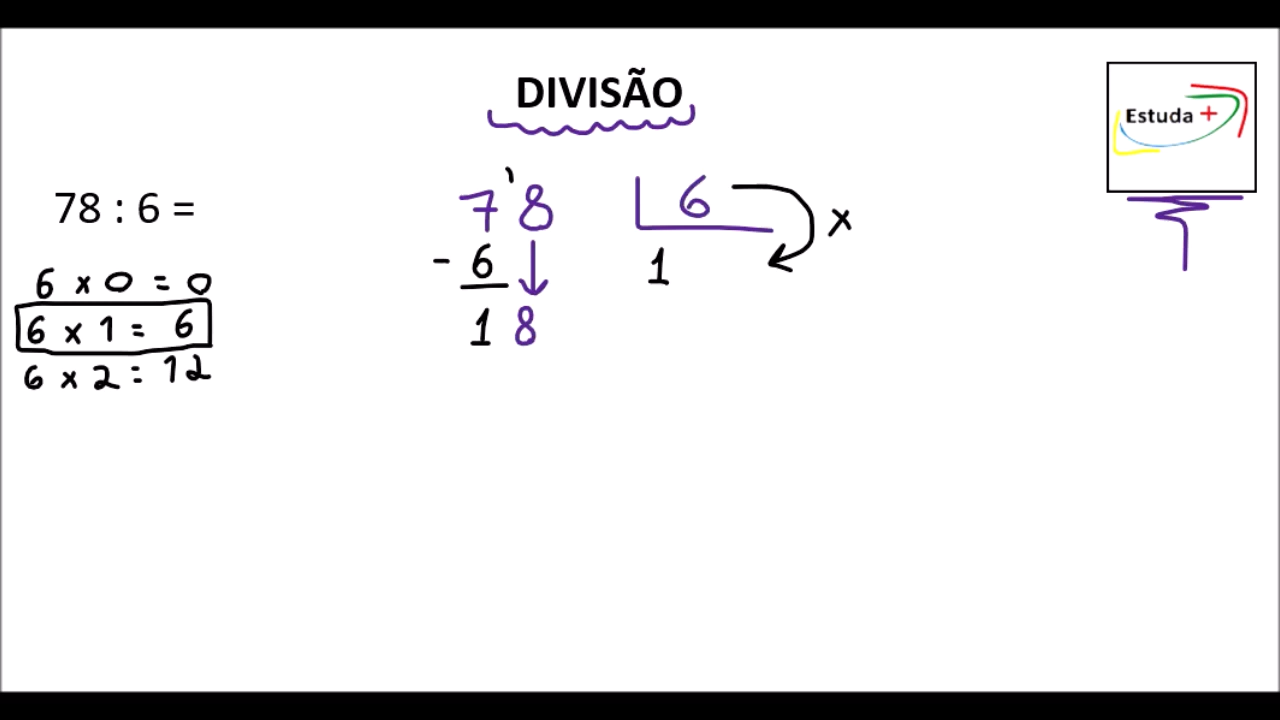 DIVISÃO
Estuda +
78 : 6 =
7'8 6
x
- 6 1
1 8
6 x 0 = 0
6 x 1 = 6
6 x 2 = 12